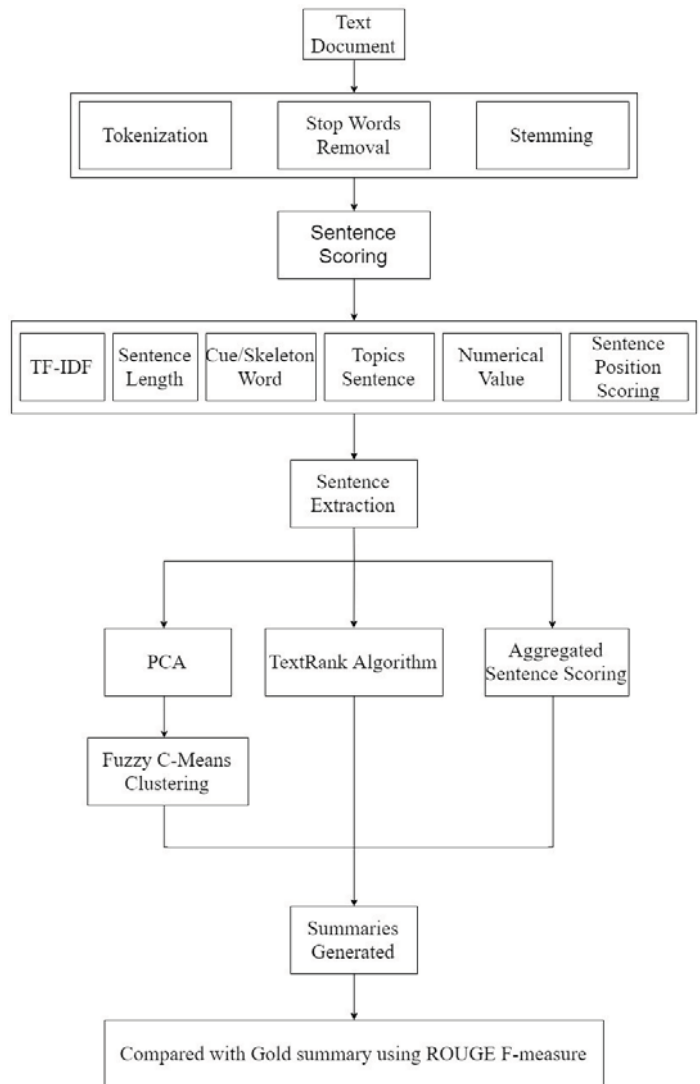 Text
Document
Tokenization
Stop Words
Removal
Stemming
Sentence
Scoring
TF-IDF
Sentence
Length
Cue/Skeleton
Word
Topics
Sentence
Numerical
Value
Sentence
Position
Scoring
Sentence
Extraction
PCA
TextRank Algorithm
Aggregated
Sentence Scoring
Fuzzy C-Means
Clustering
Summaries
Generated
Compared with Gold summary using ROUGE F-measure